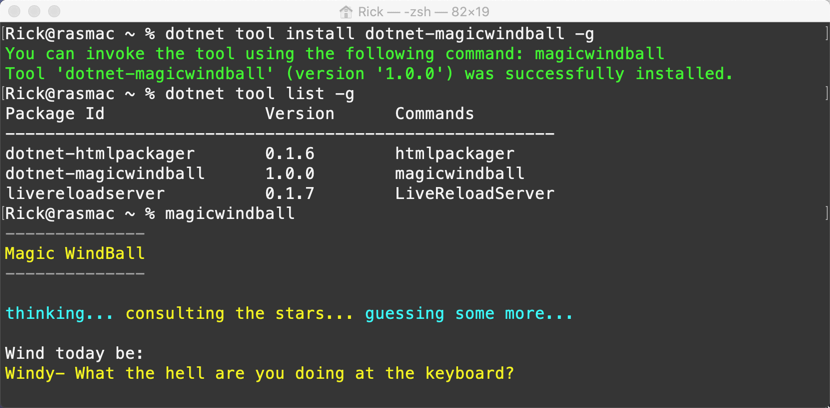 Rick — -zsh — 82×19
[Rick@rasmac ~ % dotnet tool install dotnet-magicwindball -g ]
You can invoke the tool using the following command: magicwindball
Tool 'dotnet-magicwindball' (version '1.0.0') was successfully installed.
[Rick@rasmac ~ % dotnet tool list -g ]
Package Id Version Commands
-------------------------------------------------------
dotnet-htmlpackager 0.1.6 htmlpackager
dotnet-magicwindball 1.0.0 magicwindball
livereloadserver 0.1.7 LiveReloadServer
[Rick@rasmac ~ % magicwindball ]
--------------
Magic WindBall
--------------
thinking... consulting the stars... guessing some more...
Wind today be:
Windy- What the hell are you doing at the keyboard?